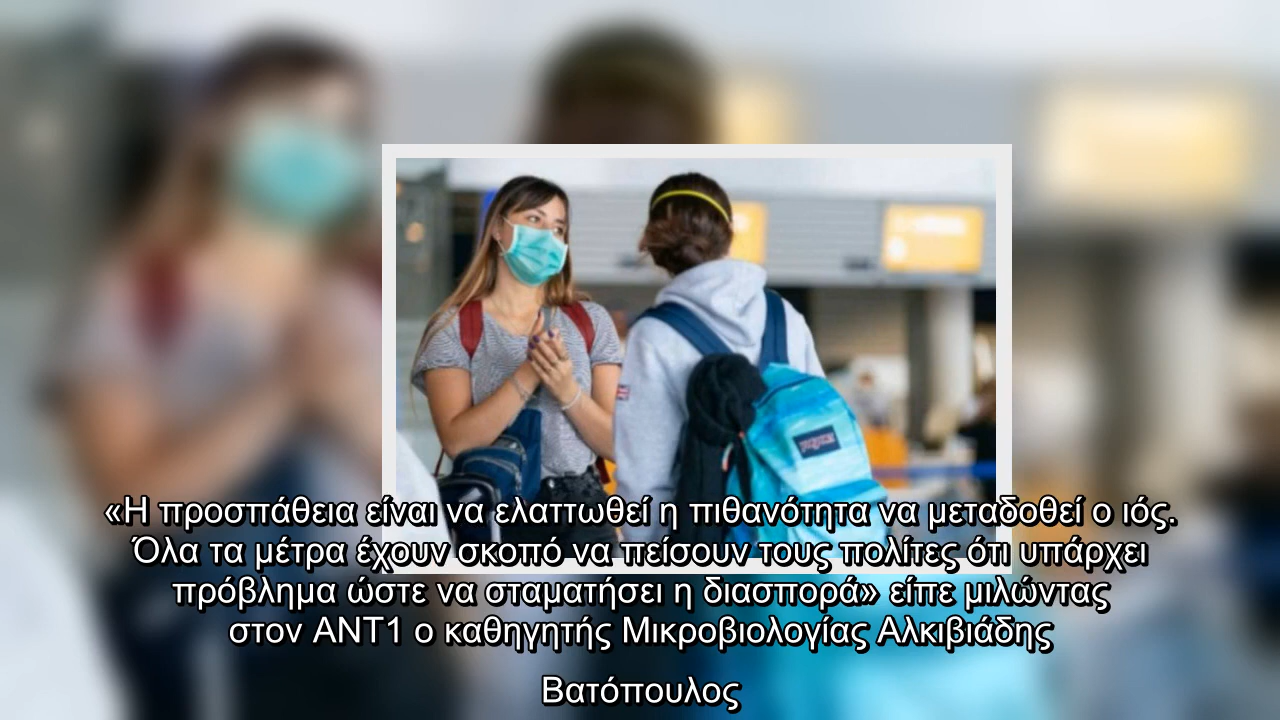 «Η προσπάθεια είναι να ελαττωθεί η πιθανότητα να μεταδοθεί ο ιός.
Όλα τα μέτρα έχουν σκοπό να πείσουν τους πολίτες ότι υπάρχει
πρόβλημα ώστε να σταματήσει η διασπορά» είπε μιλώντας
στον ΑΝΤ1 ο καθηγητής Μικροβιολογίας Αλκιβιάδης
Βατόπουλος